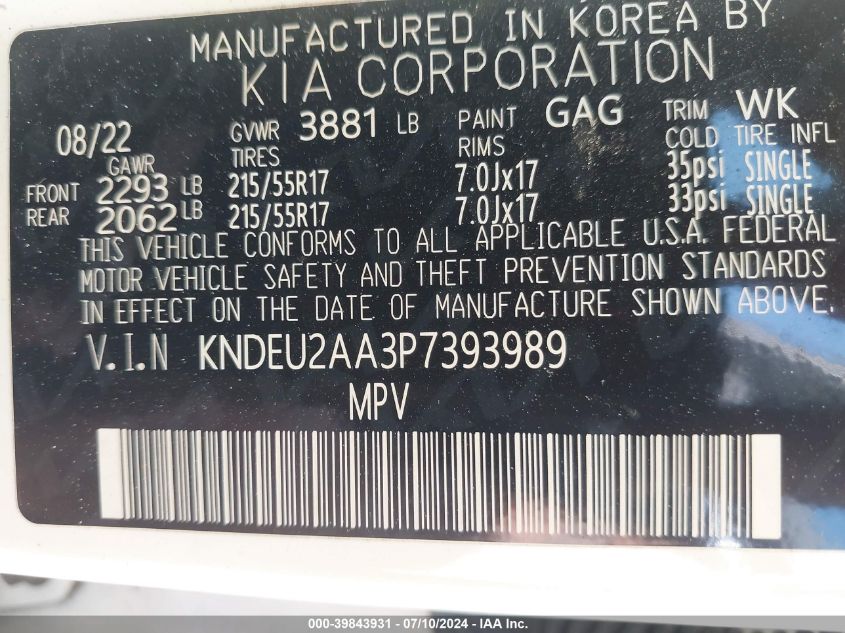 MANUFACTURED IN KOREA BY
KIA CORPORATION
08/22 GVWR 3881 LB PAINT GAG TRIM WK
GAWR TIRES RIMS COLD TIRE INFL
FRONT 2293 LB 215/55R17 7.0Jx17 35psi SINGLE
REAR 2062 LB 215/55R17 7.0Jx17 33psi SINGLE
THIS VEHICLE CONFORMS TO ALL APPLICABLE U.S.A. FEDERAL
MOTOR VEHICLE SAFETY AND THEFT PREVENTION STANDARDS
IN EFFECT ON THE DATE OF MANUFACTURE SHOWN ABOVE.
V.I.N KNDEU2AA3P7393989
MPV
000-39843931 - 07/10/2024 - IAA Inc.